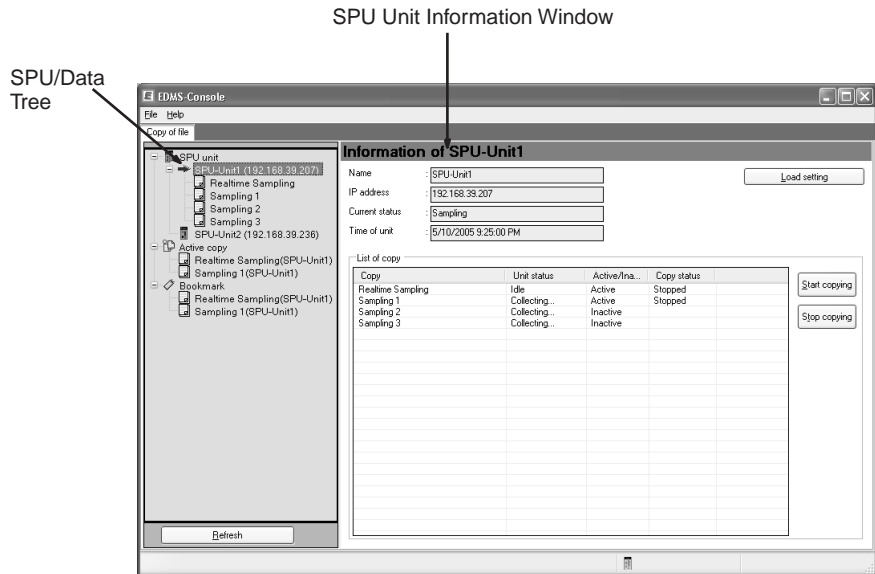 SPU Unit Information Window
SPU/Data
Tree
EDMS-Console
File Help
Copy of file
SPU unit
SPU-Unit1 (192.168.39.207)
Realtime Sampling
Sampling 1
Sampling 2
Sampling 3
SPU-Unit2 (192.168.39.236)
Active copy
Realtime Sampling(SPU-Unit1)
Sampling 1(SPU-Unit1)
Bookmark
Realtime Sampling(SPU-Unit1)
Sampling 1(SPU-Unit1)
Refresh
Information of SPU-Unit1
Name : SPU-Unit1
Load setting
IP address : 192.168.39.207
Current status : Sampling
Time of unit : 5/10/2005 9:25:00 PM
List of copy
Copy Unit status Active/Ina... Copy status
Realtime Sampling Idle Active Stopped
Sampling 1 Collecting... Active Stopped
Sampling 2 Collecting... Inactive
Sampling 3 Collecting... Inactive
Start copying
Stop copying